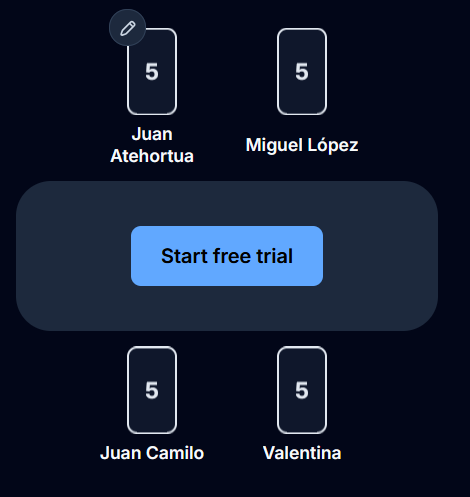 5
5
Juan
Atehortua
Miguel López
Start free trial
5
5
Juan Camilo
Valentina